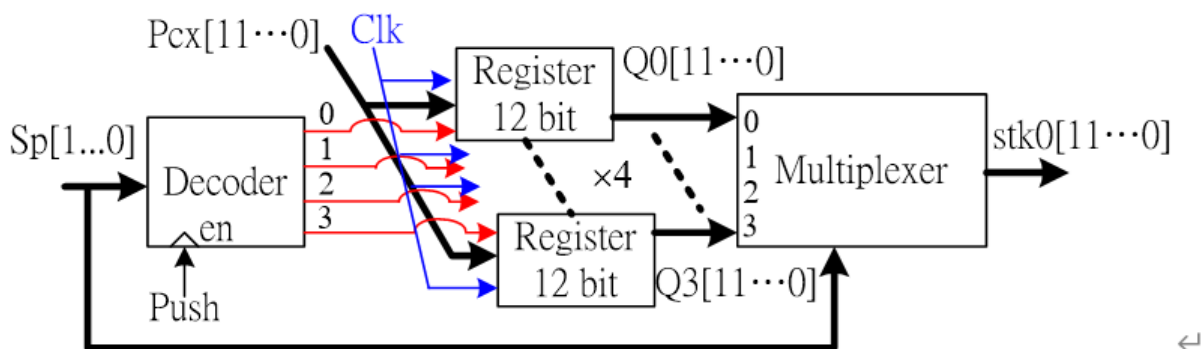 Pcx[11⋯0]
Clk
Register
12 bit
Q0[11⋯0]
Sp[1...0]
Decoder
en
0
1
2
3
Push
×4
Register
12 bit
Q3[11⋯0]
0
1
2
3
Multiplexer
stk0[11⋯0]
↵